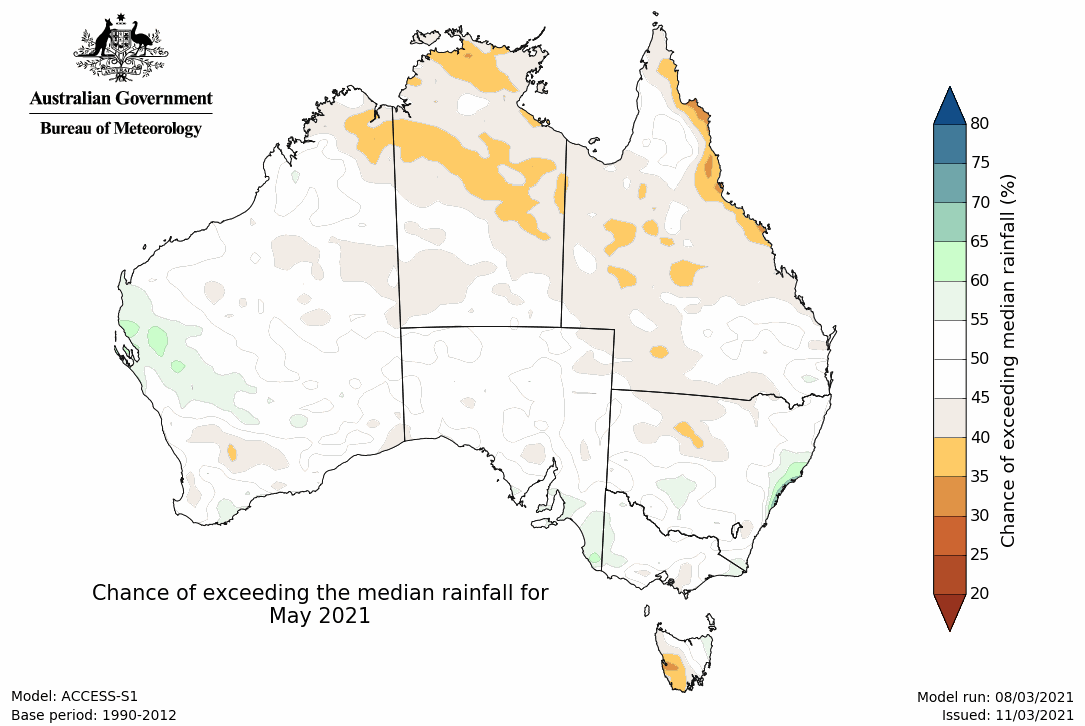 AUSTRALIA
Australian Government
Bureau of Meteorology
80
75
70
65
60
55
50
45
40
35
30
25
20
Chance of exceeding median rainfall (%)
Chance of exceeding the median rainfall for
May 2021
Model: ACCESS-S1
Base period: 1990-2012
Model run: 08/03/2021
Issued: 11/03/2021